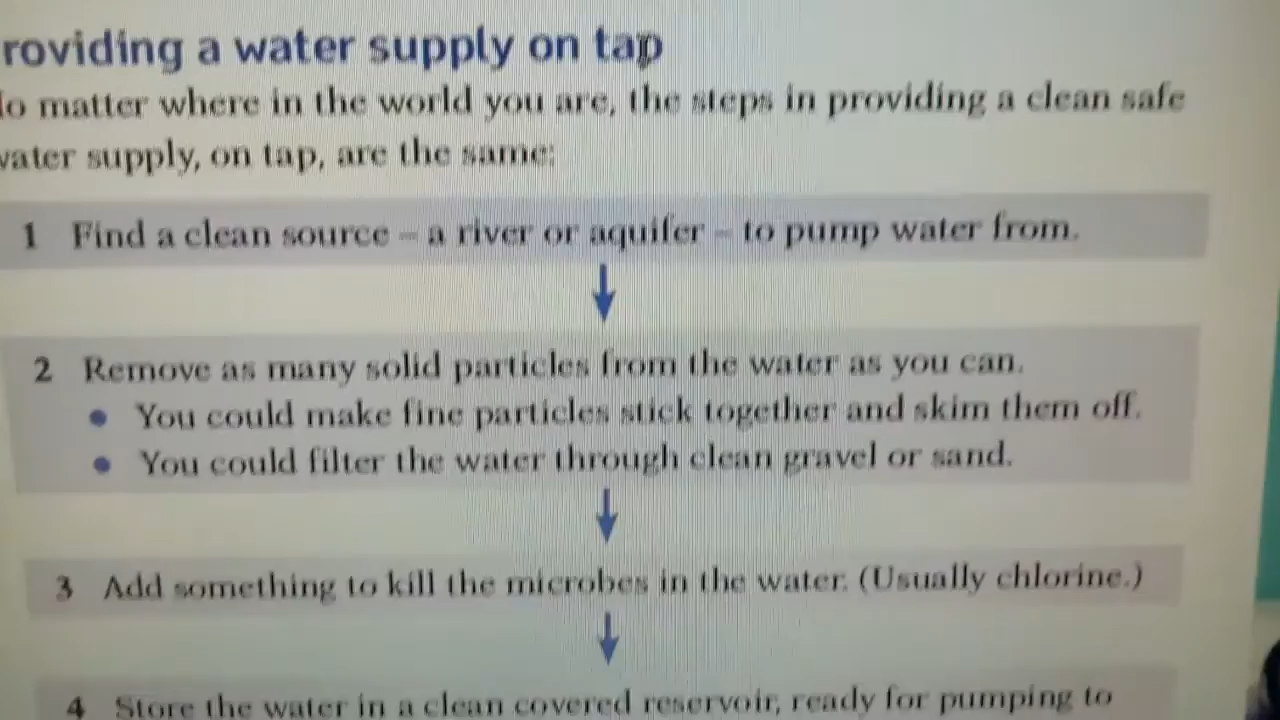 roviding a water supply on tap
lo matter where in the world you are, the steps in providing a clean safe
vater supply, on tap, are the same:
1 Find a clean source – a river or aquifer – to pump water from.
2 Remove as many solid particles from the water as you can.
• You could make fine particles stick together and skim them off.
• You could filter the water through clean gravel or sand.
3 Add something to kill the microbes in the water. (Usually chlorine.)
4 Store the water in a clean covered reservoir, ready for pumping to